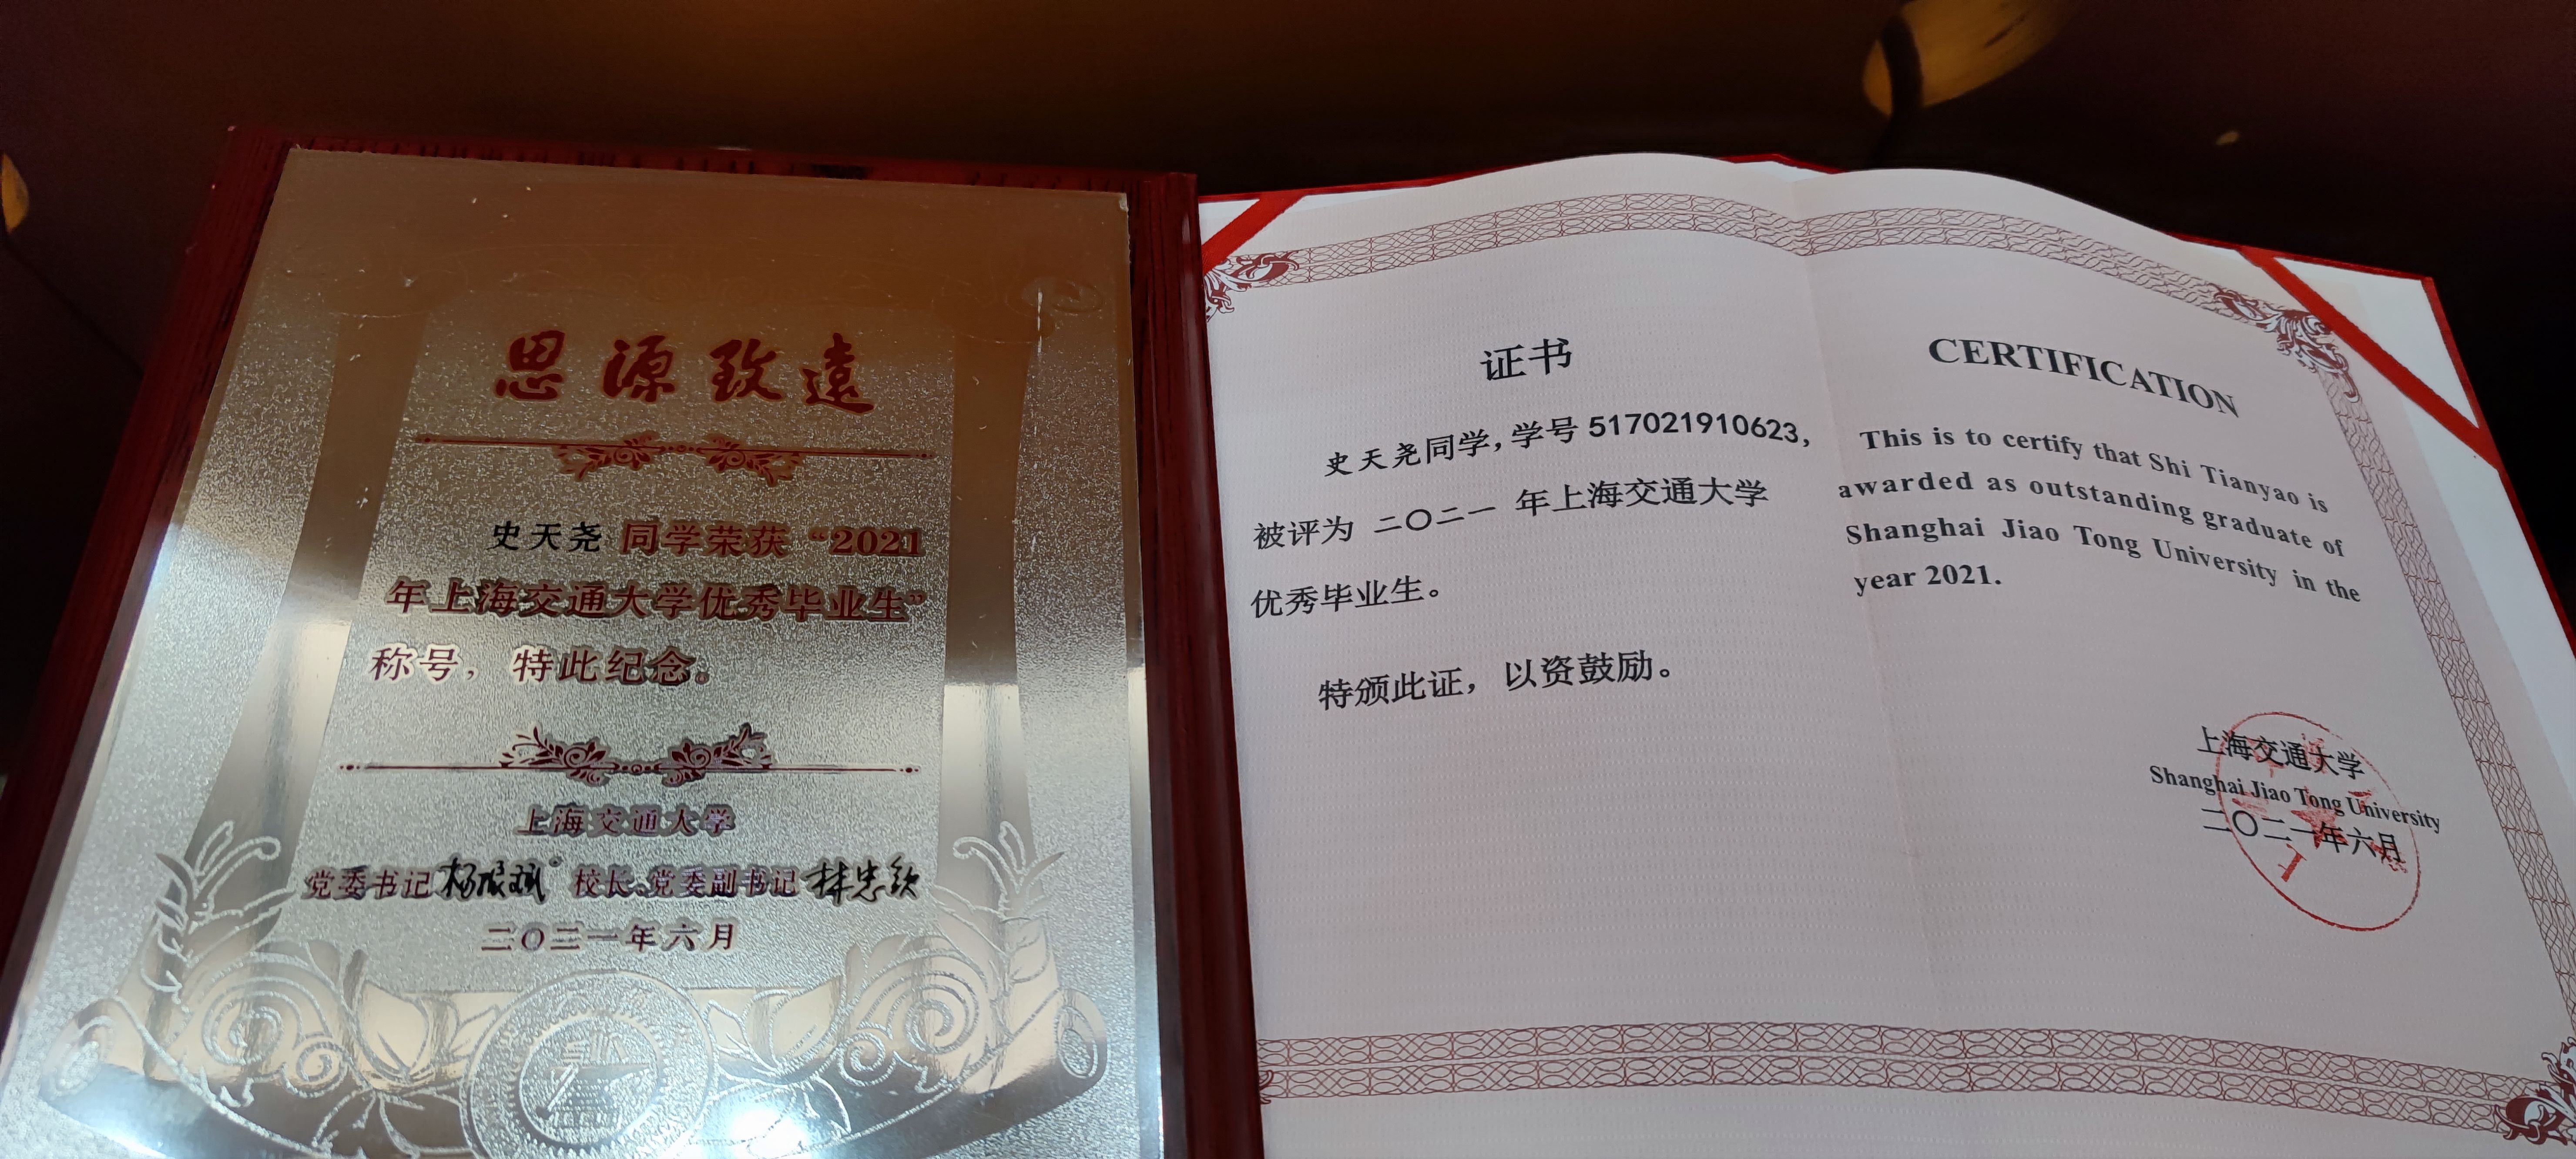 思源致遠
史天尧 同学荣获 “2021
年上海交通大学优秀毕业生”
称号，特此纪念。
上海交通大学
党委书记 杨振斌 校长、党委副书记 林忠钦
二〇二一年六月
证书
史天尧同学,学号 517021910623,
被评为 二〇二一 年上海交通大学
优秀毕业生。
特颁此证，以资鼓励。
CERTIFICATION
This is to certify that Shi Tianyao is
awarded as outstanding graduate of
Shanghai Jiao Tong University in the
year 2021.
上海交通大学
Shanghai Jiao Tong University
二〇二一年六月